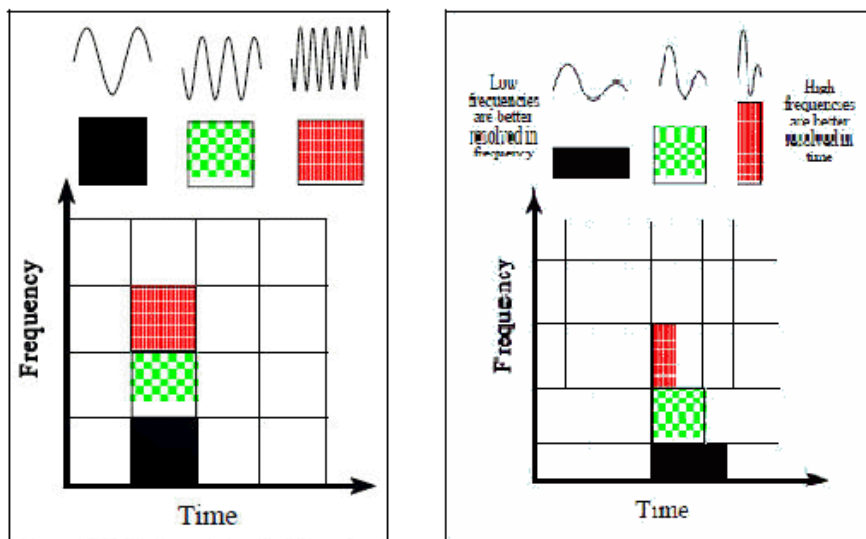 Frequency
Time
Low
frequencies
are better
resolved in
frequency
High
frequencies
are better
resolved in
time
Frequency
Time